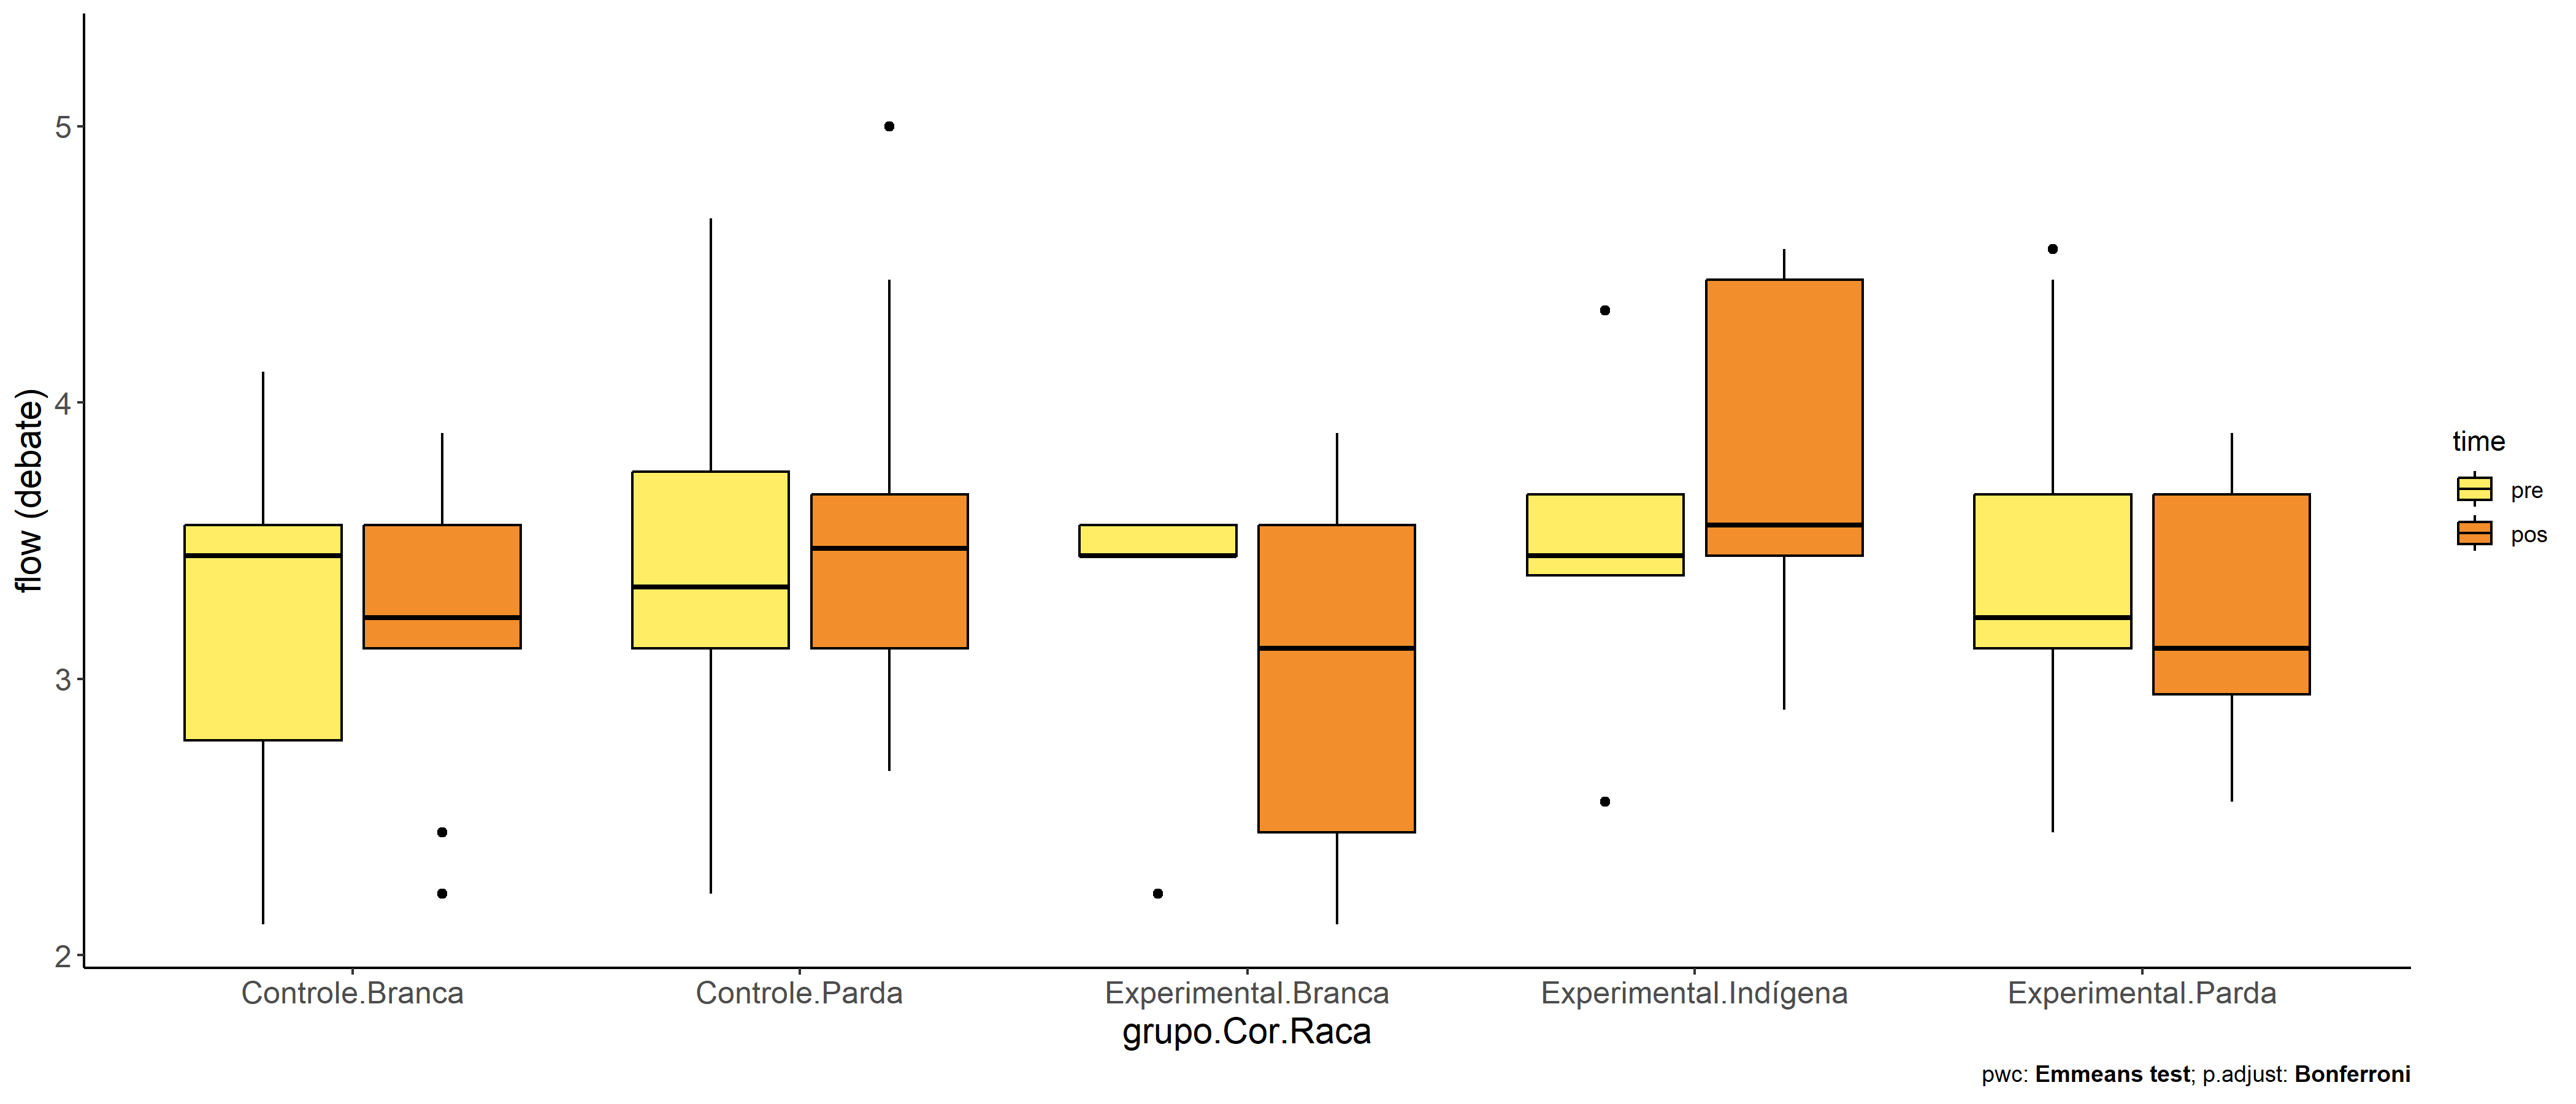 5
4
3
2
flow (debate)
Controle.Branca
Controle.Parda
Experimental.Branca
Experimental.Indígena
Experimental.Parda
grupo.Cor.Raca
time
pre
pos
pwc: Emmeans test; p.adjust: Bonferroni